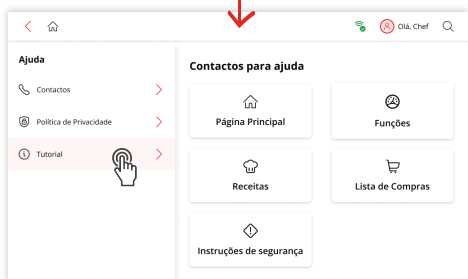 Olá, Chef
Ajuda
Contactos
Política de Privacidade
Tutorial
Contactos para ajuda
Página Principal
Funções
Receitas
Lista de Compras
Instruções de segurança